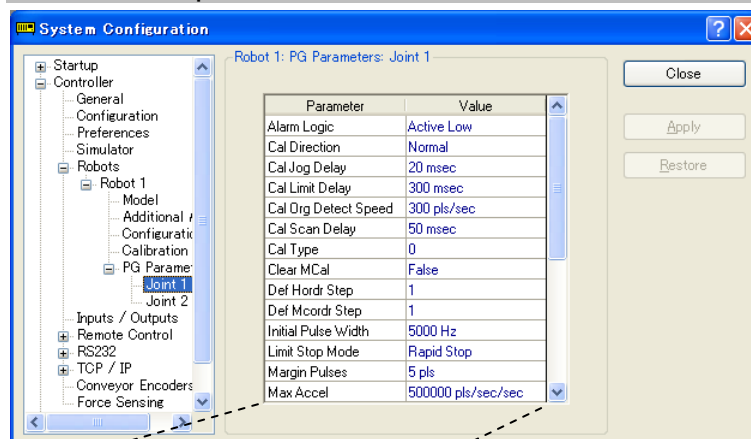 System Configuration
Startup
Controller
General
Configuration
Preferences
Simulator
Robots
Robot 1
Model
Additional
Configuratio
Calibration
PG Parame
Joint 1
Joint 2
Inputs / Outputs
Remote Control
RS232
TCP / IP
Conveyor Encoders
Force Sensing
Robot 1: PG Parameters: Joint 1
Parameter Value
Alarm Logic Active Low
Cal Direction Normal
Cal Jog Delay 20 msec
Cal Limit Delay 300 msec
Cal Org Detect Speed 300 pls/sec
Cal Scan Delay 50 msec
Cal Type 0
Clear MCal False
Def Hordr Step 1
Def Mcordr Step 1
Initial Pulse Width 5000 Hz
Limit Stop Mode Rapid Stop
Margin Pulses 5 pls
Max Accel 500000 pls/sec/sec
Close
Apply
Restore